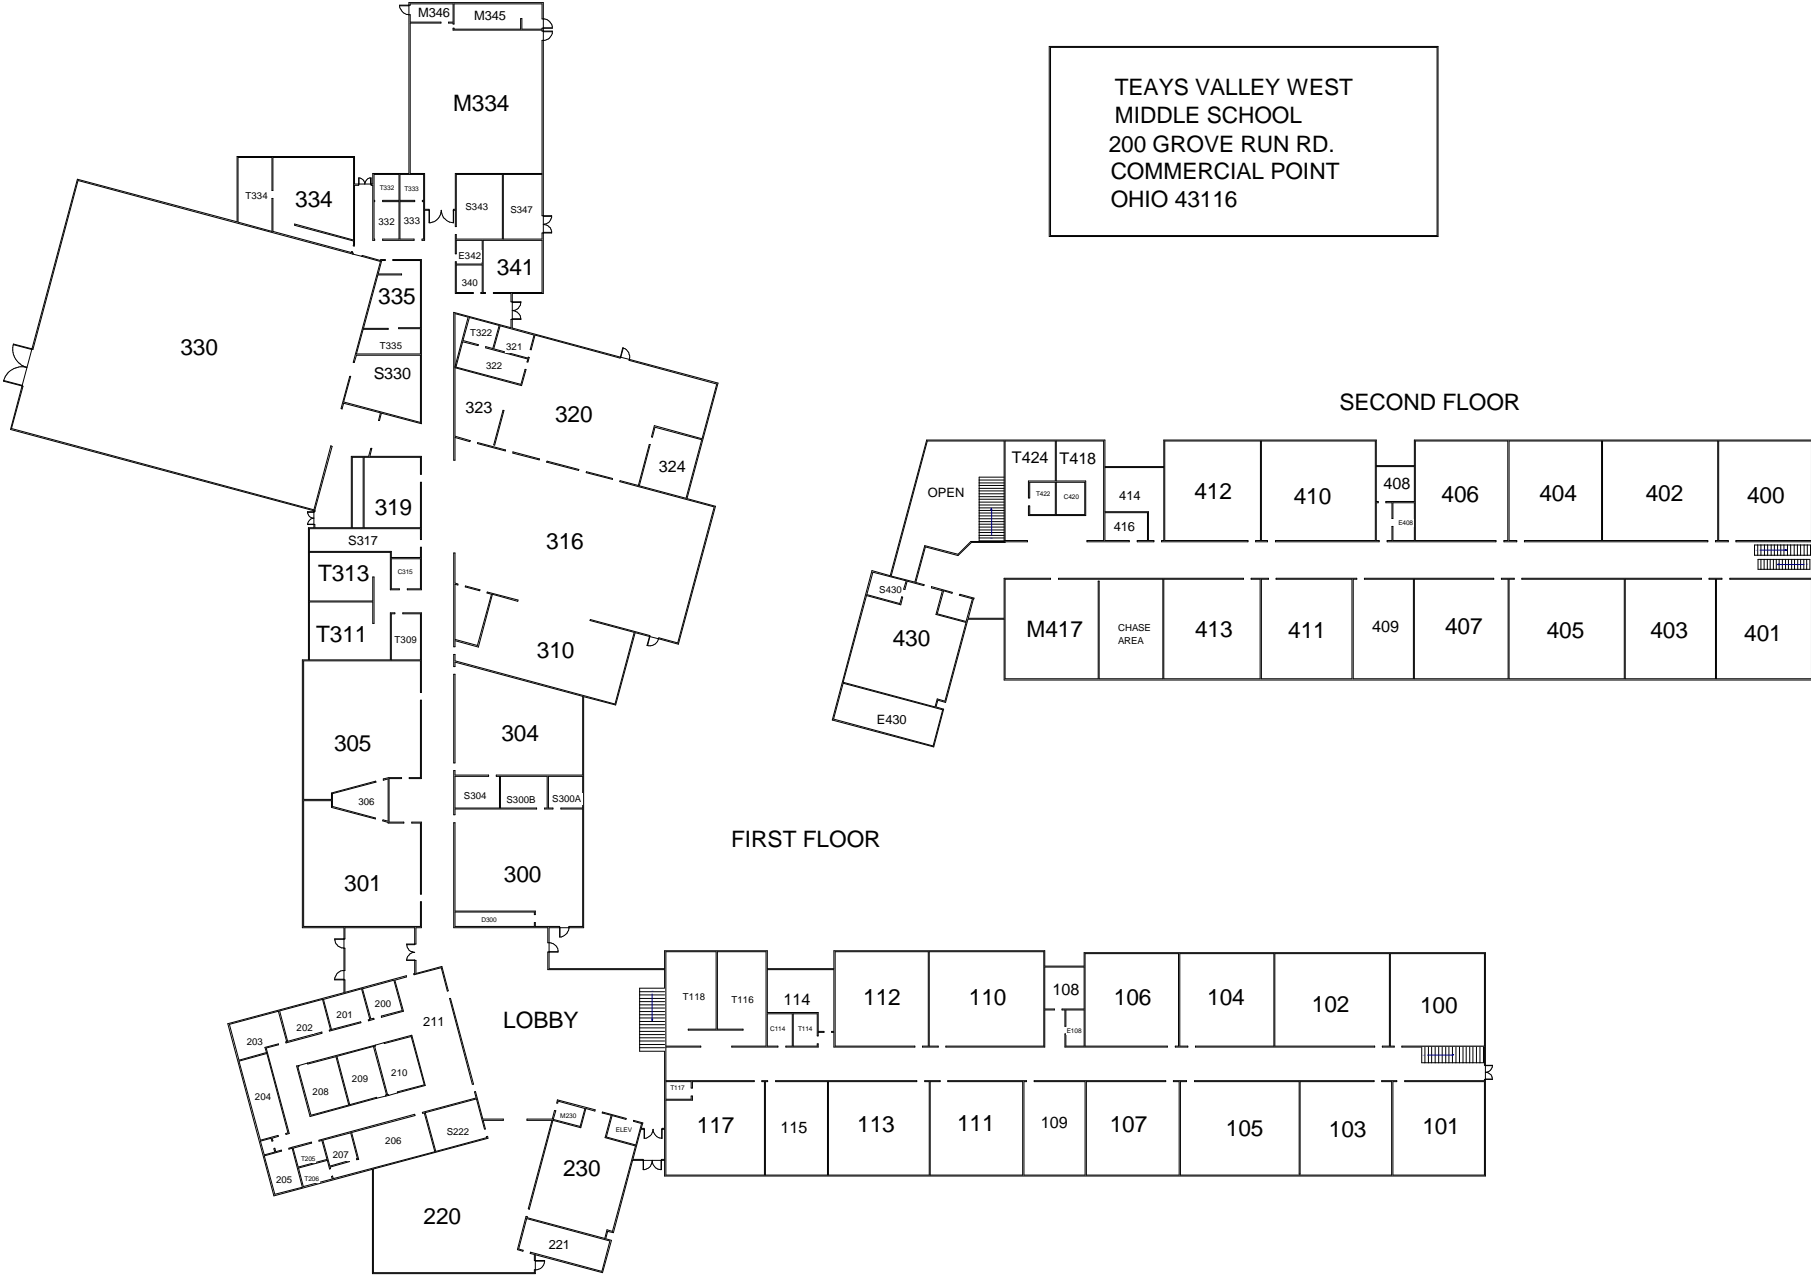 M346 M345
M334
TEAYS VALLEY WEST
MIDDLE SCHOOL
200 GROVE RUN RD.
COMMERCIAL POINT
OHIO 43116
T334 334 T332 T333
332 333 S343 S347
E342 341
340
335
330 T335
S330
T322 321
322
323 320
324
319
316
S317
T313 C315
T311 T309
310
305 304
306 S304 S300B S300A
301 300
D300
SECOND FLOOR
OPEN T424 T418 414 412 410 408 406 404 402 400
T422 C420 416 E408
S430
430 M417 CHASE
AREA
413 411 409 407 405 403 401
E430
FIRST FLOOR
T118 T116 114 112 110 108 106 104 102 100
C114 T114 E108
LOBBY
200
201
202
203
211
204 208 209 210
205 T205 T206 207 206 S222
M230 ELEV
230
220 221
T117
117 115 113 111 109 107 105 103 101